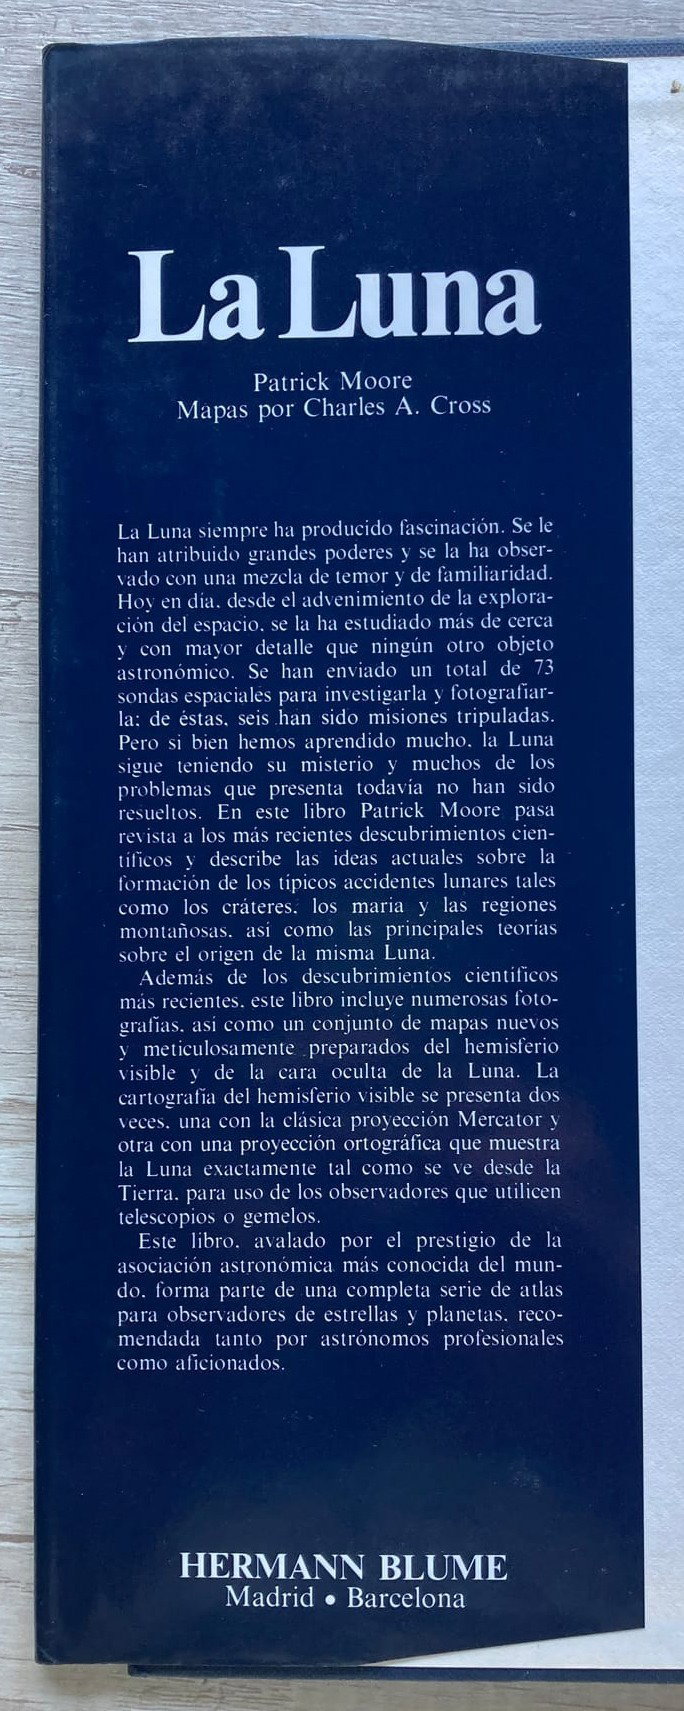 La Luna
Patrick Moore
Mapas por Charles A. Cross
La Luna siempre ha producido fascinación. Se le
han atribuido grandes poderes y se la ha obser-
vado con una mezcla de temor y de familiaridad.
Hoy en día, desde el advenimiento de la explora-
ción del espacio, se la ha estudiado más de cerca
y con mayor detalle que ningún otro objeto
astronómico. Se han enviado un total de 73
sondas espaciales para investigarla y fotografiar-
la; de éstas, seis han sido misiones tripuladas.
Pero si bien hemos aprendido mucho, la Luna
sigue teniendo su misterio y muchos de los
problemas que presenta todavía no han sido
resueltos. En este libro Patrick Moore pasa
revista a los más recientes descubrimientos cien-
tíficos y describe las ideas actuales sobre la
formación de los típicos accidentes lunares tales
como los cráteres, los maria y las regiones
montañosas, así como las principales teorías
sobre el origen de la misma Luna.
Además de los descubrimientos científicos
más recientes, este libro incluye numerosas foto-
grafías, así como un conjunto de mapas nuevos
y meticulosamente preparados del hemisferio
visible y de la cara oculta de la Luna. La
cartografía del hemisferio visible se presenta dos
veces, una con la clásica proyección Mercator y
otra con una proyección ortográfica que muestra
la Luna exactamente tal como se ve desde la
Tierra, para uso de los observadores que utilicen
telescopios o gemelos.
Este libro, avalado por el prestigio de la
asociación astronómica más conocida del mun-
do, forma parte de una completa serie de atlas
para observadores de estrellas y planetas, reco-
mendada tanto por astrónomos profesionales
como aficionados.
HERMANN BLUME
Madrid • Barcelona